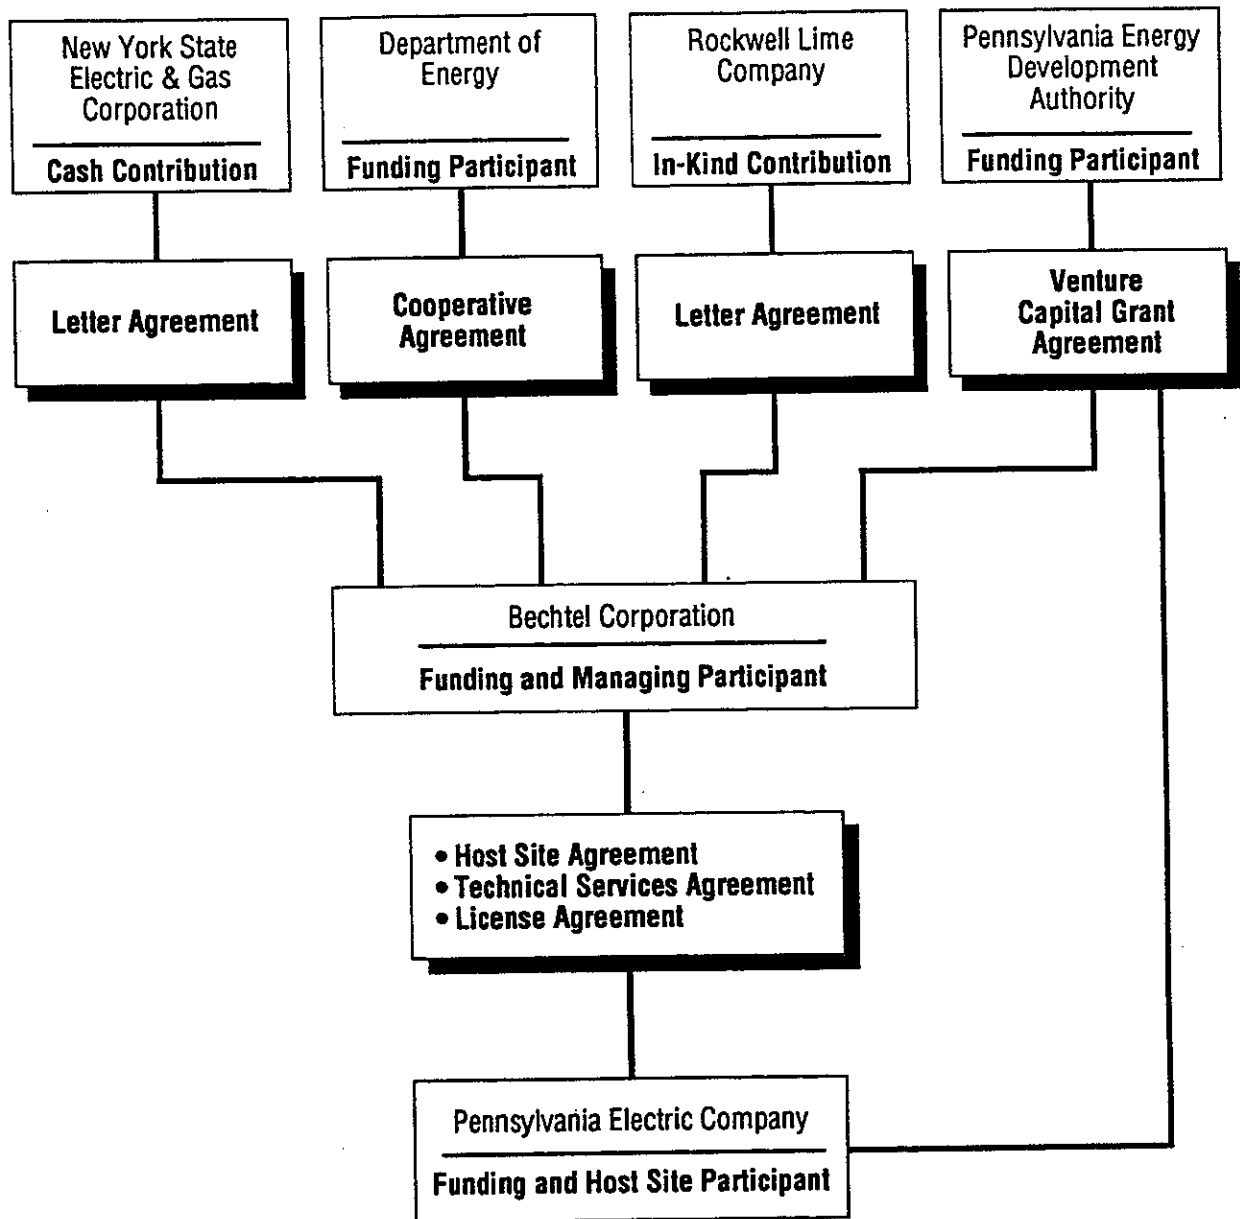 New York State
Electric & Gas
Corporation
Cash Contribution
Department of
Energy
Funding Participant
Rockwell Lime
Company
In-Kind Contribution
Pennsylvania Energy
Development
Authority
Funding Participant
Letter Agreement
Cooperative
Agreement
Letter Agreement
Venture
Capital Grant
Agreement
Bechtel Corporation
Funding and Managing Participant
• Host Site Agreement
• Technical Services Agreement
• License Agreement
Pennsylvania Electric Company
Funding and Host Site Participant